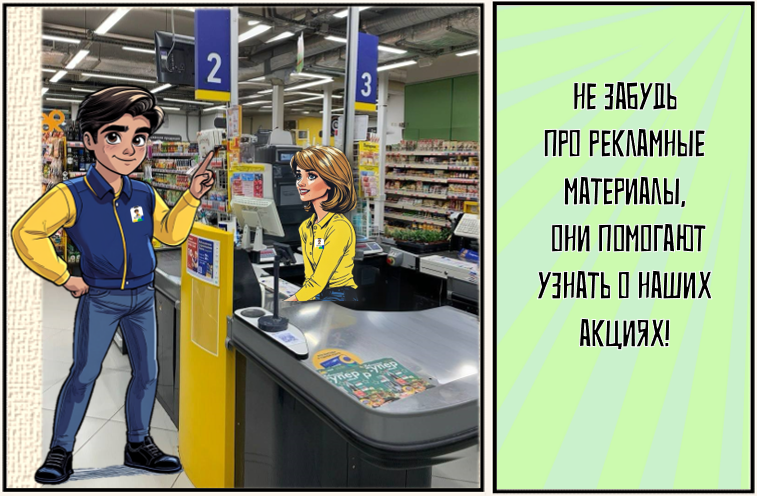 2
3
НЕ ЗАБУДЬ
ПРО РЕКЛАМНЫЕ
МАТЕРИАЛЫ,
ОНИ ПОМОГАЮТ
УЗНАТЬ О НАШИХ
АКЦИЯХ!